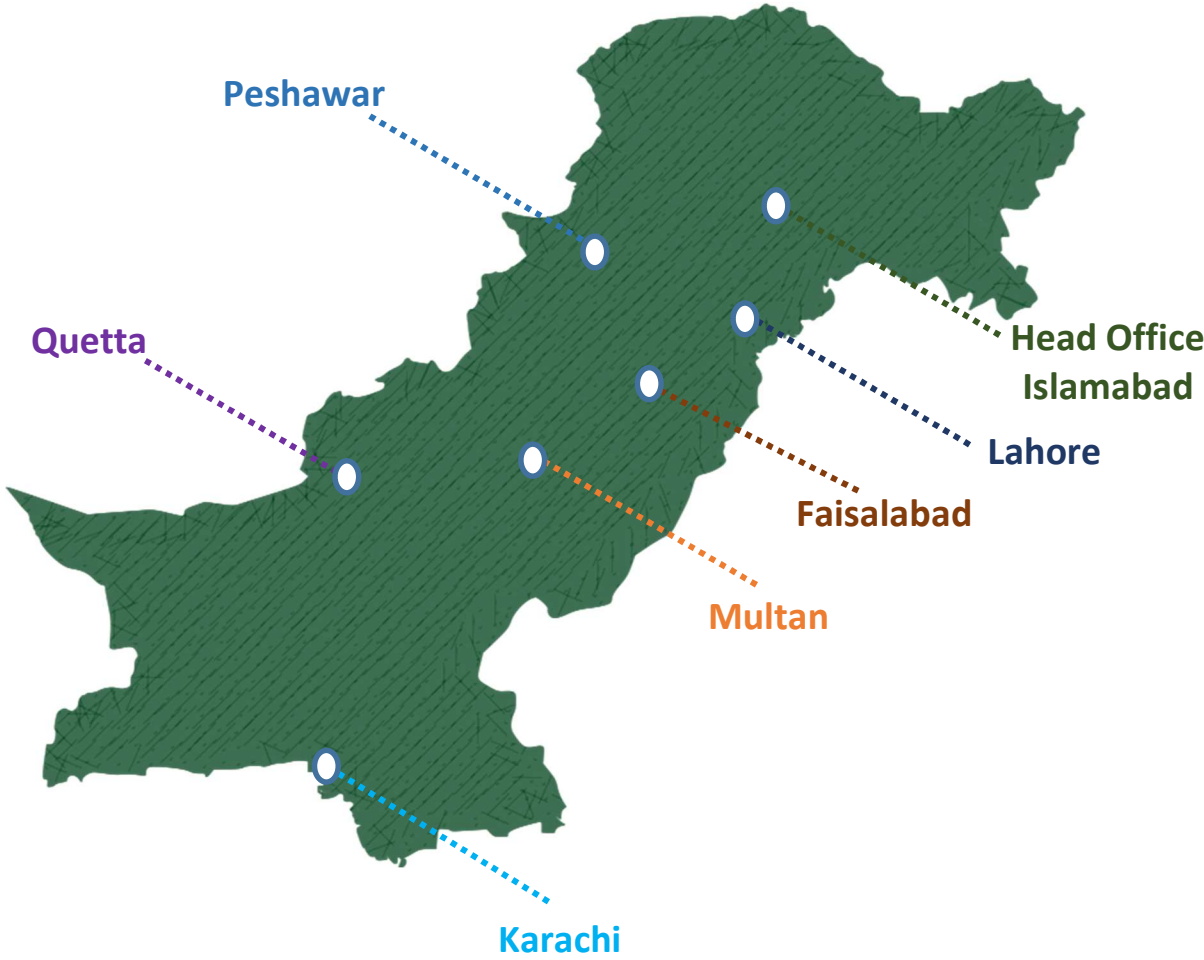 Peshawar
Quetta
Head Office
Islamabad
Lahore
Faisalabad
Multan
Karachi